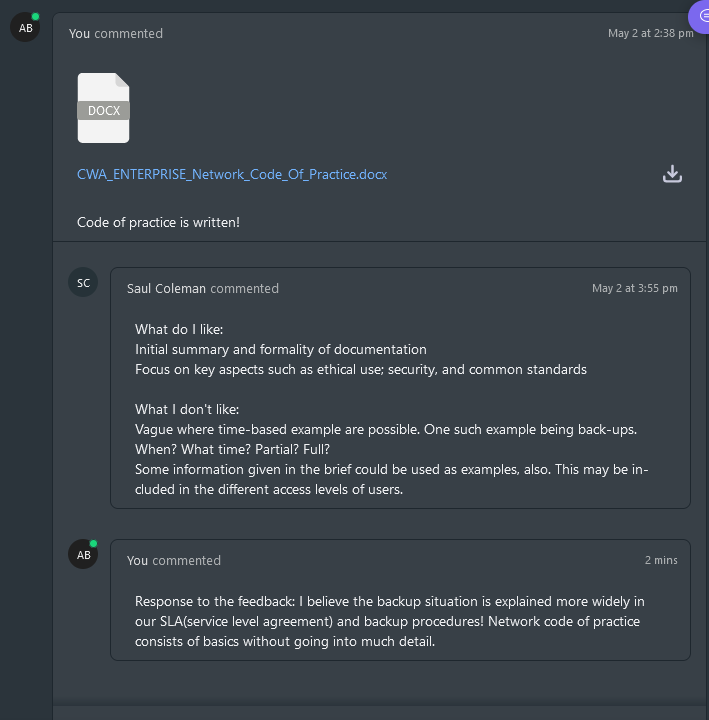 AB
You commented
May 2 at 2:38 pm
DOCX
CWA_ENTERPRISE_Network_Code_Of_Practice.docx
Code of practice is written!
SC
Saul Coleman commented
May 2 at 3:55 pm
What do I like:
Initial summary and formality of documentation
Focus on key aspects such as ethical use; security, and common standards
What I don't like:
Vague where time-based example are possible. One such example being back-ups.
When? What time? Partial? Full?
Some information given in the brief could be used as examples, also. This may be in-
cluded in the different access levels of users.
AB
You commented
2 mins
Response to the feedback: I believe the backup situation is explained more widely in
our SLA(service level agreement) and backup procedures! Network code of practice
consists of basics without going into much detail.